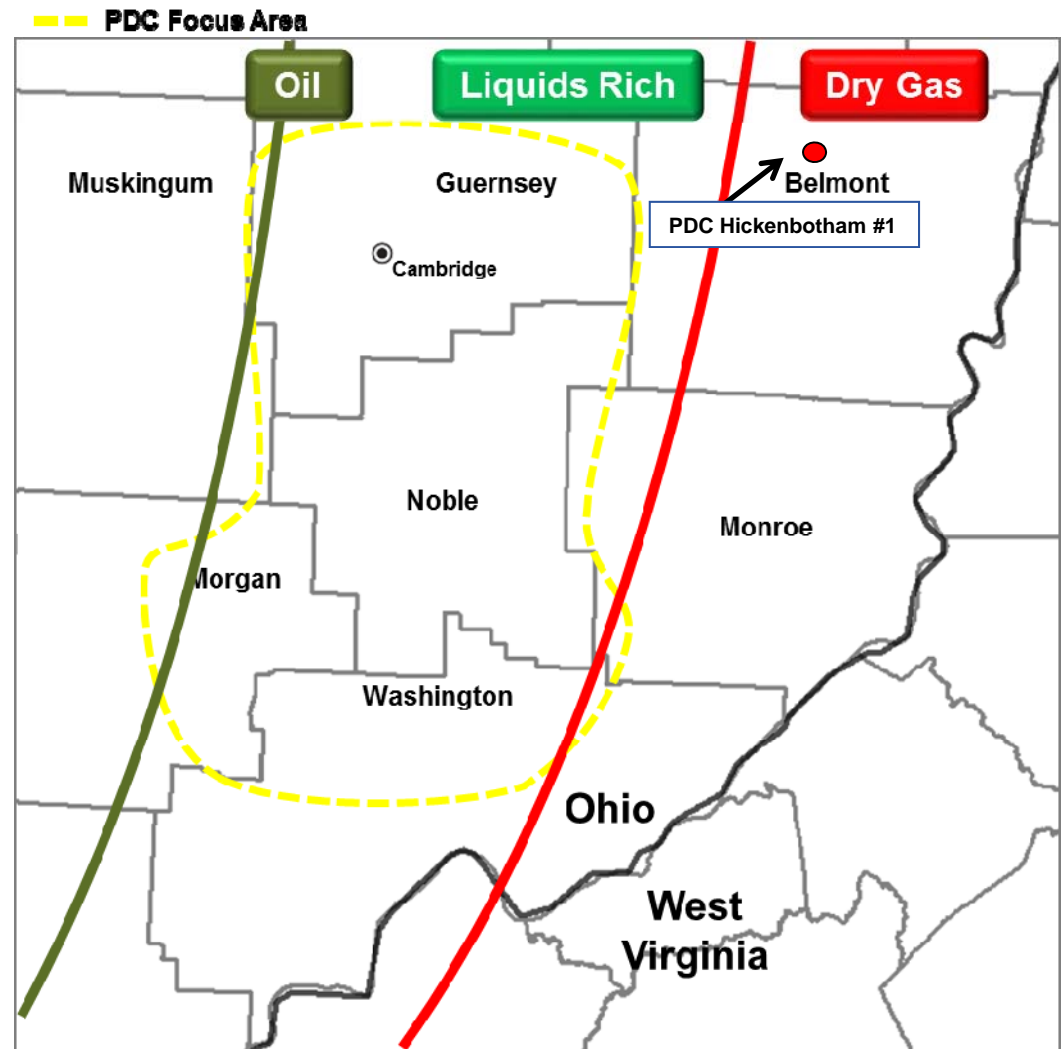 PDC Focus Area
Oil
Liquids Rich
Dry Gas
Muskingum
Guernsey
Belmont
PDC Hickenbotham #1
Cambridge
Noble
Monroe
Morgan
Washington
Ohio
West
Virginia